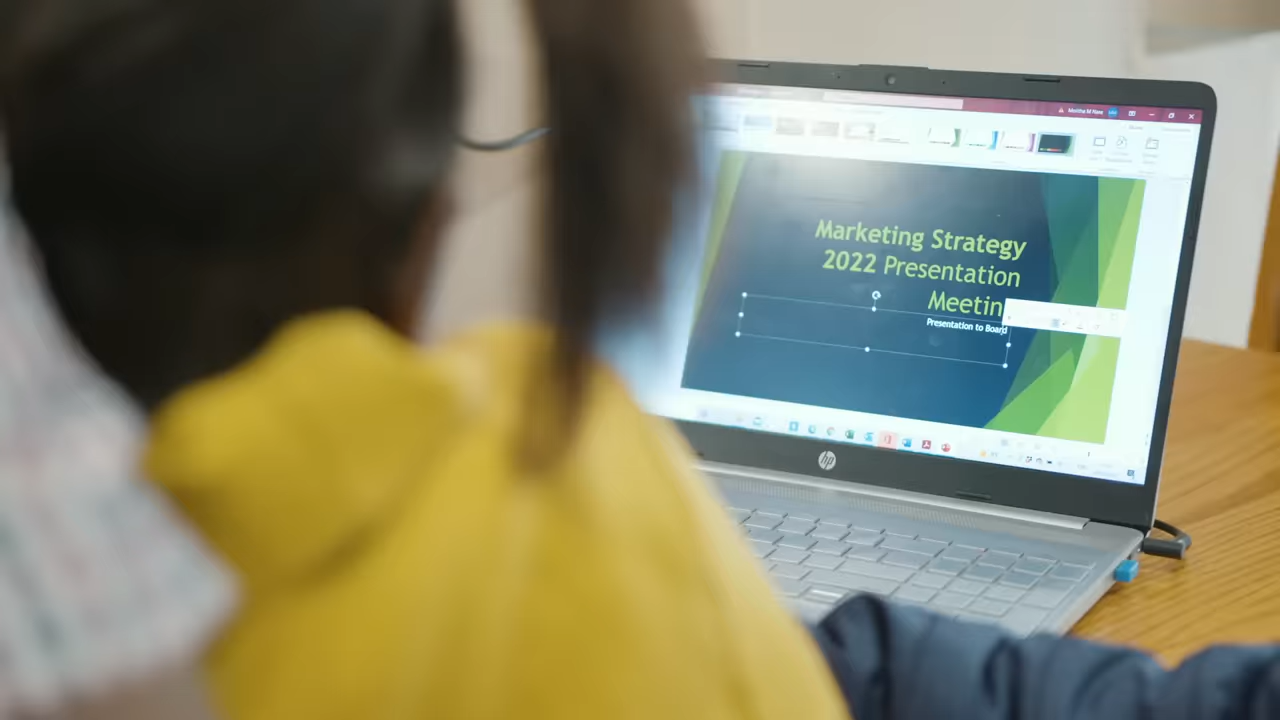 Marketing Strategy
2022 Presentation
Meetin
Presentation to Board
hp